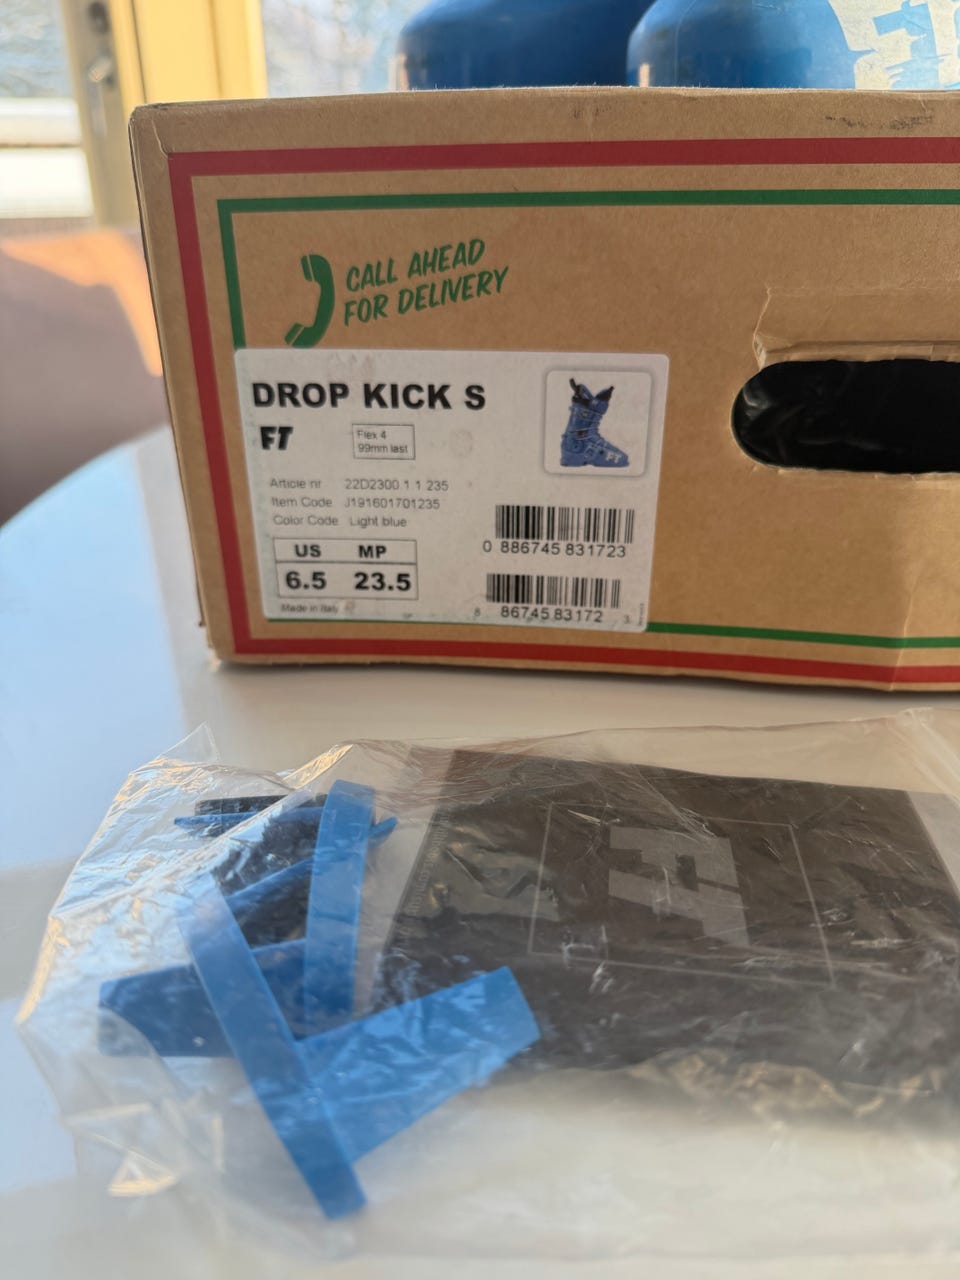 CALL AHEAD
FOR DELIVERY
DROP KICK S
FT
Flex 4
99mm last
FT
Article nr 22D2300.1.1.235
Item Code J191601701235
Color Code Light blue
US MP
6.5 23.5
0 886745 831723
Made in Italy
8 86745 83172 3
FT